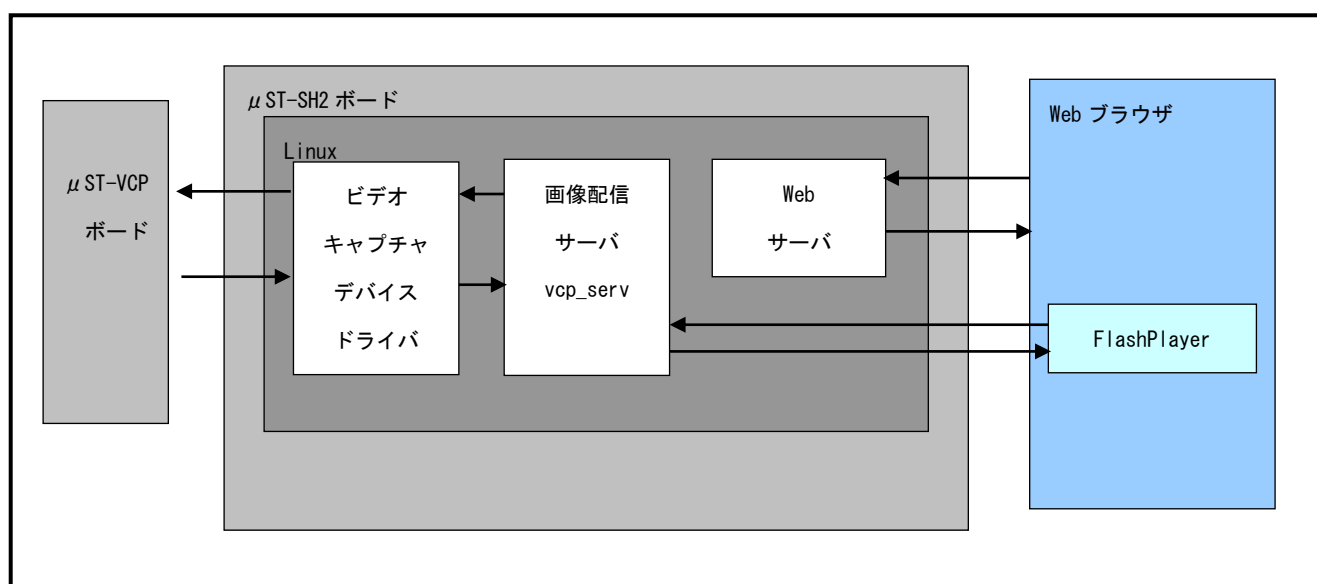 μST-VCP
ボード
μST-SH2 ボード
Linux
ビデオ
キャプチャ
デバイス
ドライバ
画像配信
サーバ
vcp_serv
Web
サーバ
Web ブラウザ
FlashPlayer